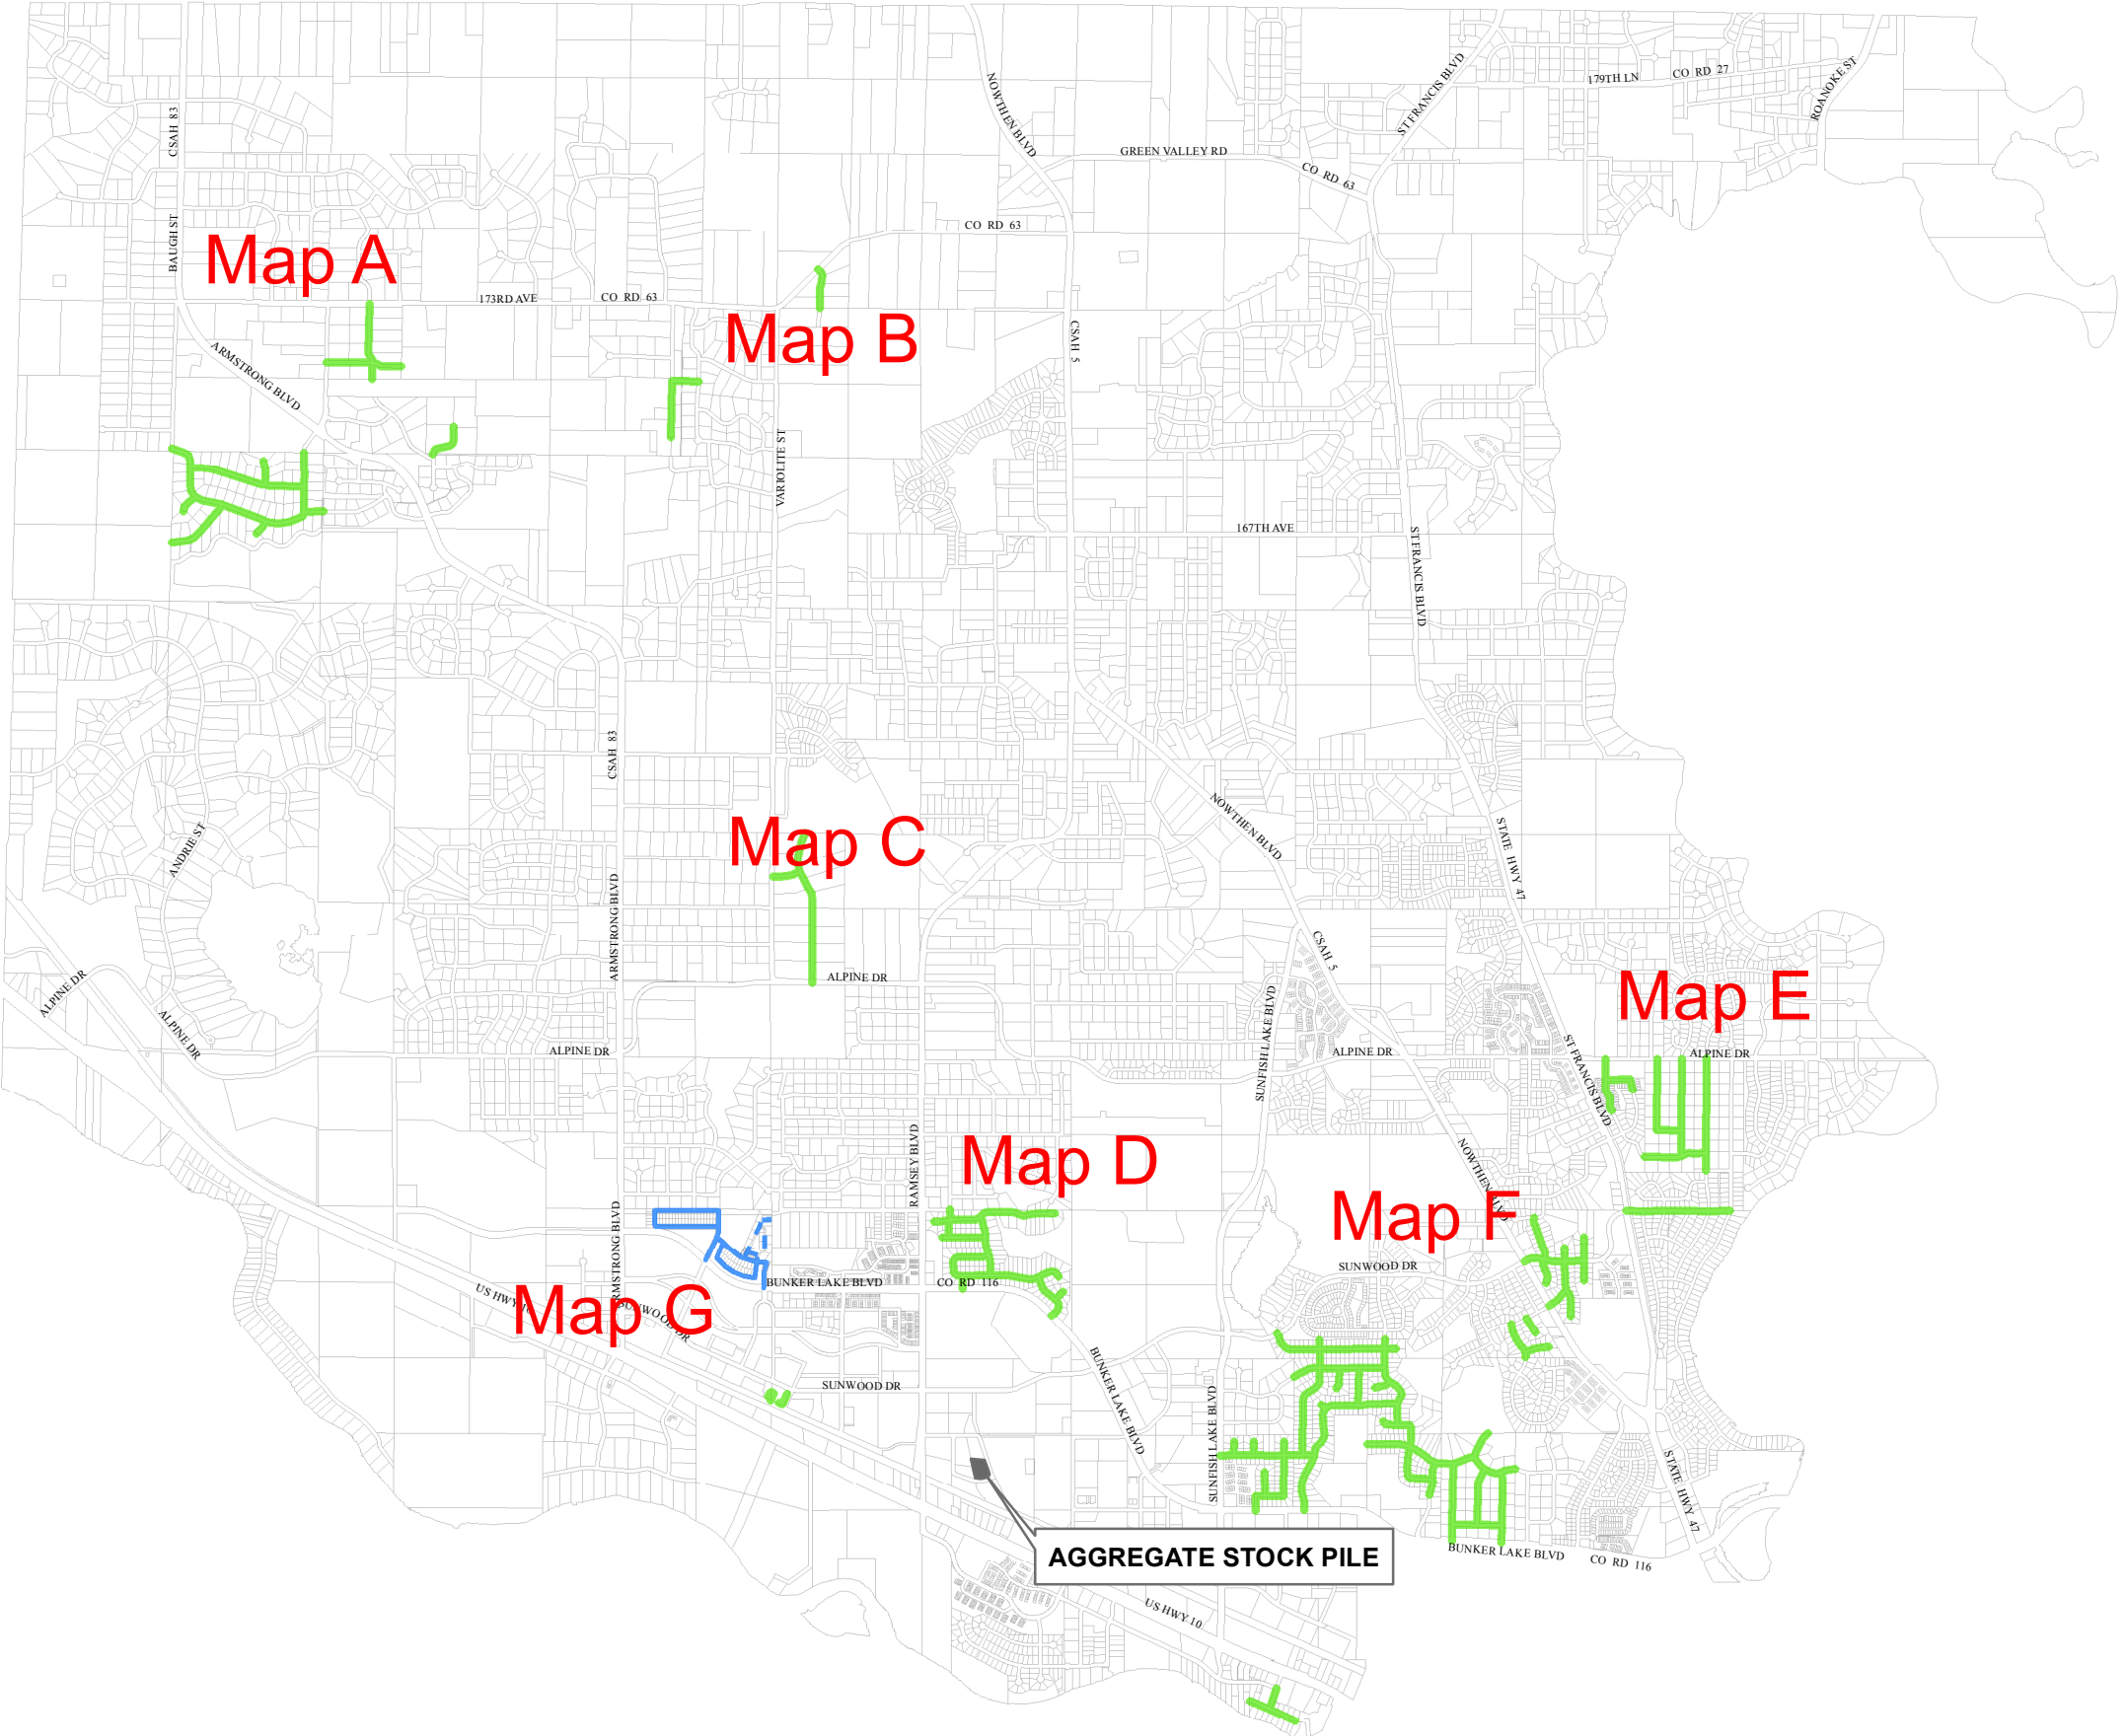 179TH LN
CO RD 27
ROANOKE ST
ST FRANCIS BLVD
NOWTHEN BLVD
CSAH 83
GREEN VALLEY RD
CO RD 63
CO RD 63
BAUGH ST
Map A
173RD AVE
CO RD 63
Map B
CSAH 5
ARMSTRONG BLVD
VARIOLITE ST
167TH AVE
ST FRANCIS BLVD
CSAH 83
NOWTHEN BLVD
Map C
ANDRIE ST
STATE HWY 47
ARMSTRONG BLVD
CSAH 5
ALPINE DR
ALPINE DR
Map E
ALPINE DR
SUNFISH LAKE BLVD
ALPINE DR
ALPINE DR
ALPINE DR
ST FRANCIS BLVD
RAMSEY BLVD
Map D
NOWTHEN BLVD
Map F
ARMSTRONG BLVD
SUNWOOD DR
BUNKER LAKE BLVD
CO RD 116
US HWY 10
Map G
SUNWOOD DR
SUNWOOD DR
BUNKER LAKE BLVD
SUNFISH LAKE BLVD
STATE HWY 47
AGGREGATE STOCK PILE
BUNKER LAKE BLVD
CO RD 116
US HWY 10